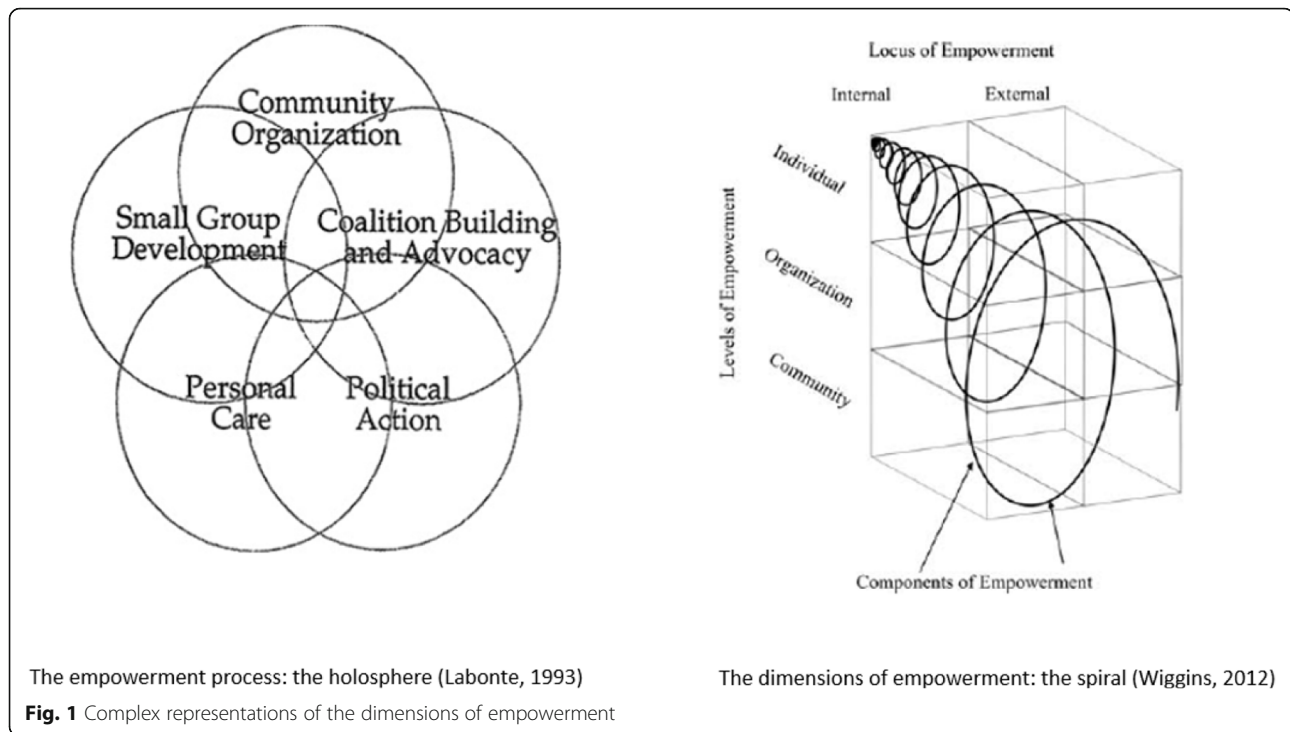 Community
Organization
Small Group
Development
Coalition Building
and Advocacy
Personal
Care
Political
Action
The empowerment process: the holosphere (Labonte, 1993)
Locus of Empowerment
Internal
External
Levels of Empowerment
Individual
Organization
Community
Components of Empowerment
The dimensions of empowerment: the spiral (Wiggins, 2012)
Fig. 1 Complex representations of the dimensions of empowerment